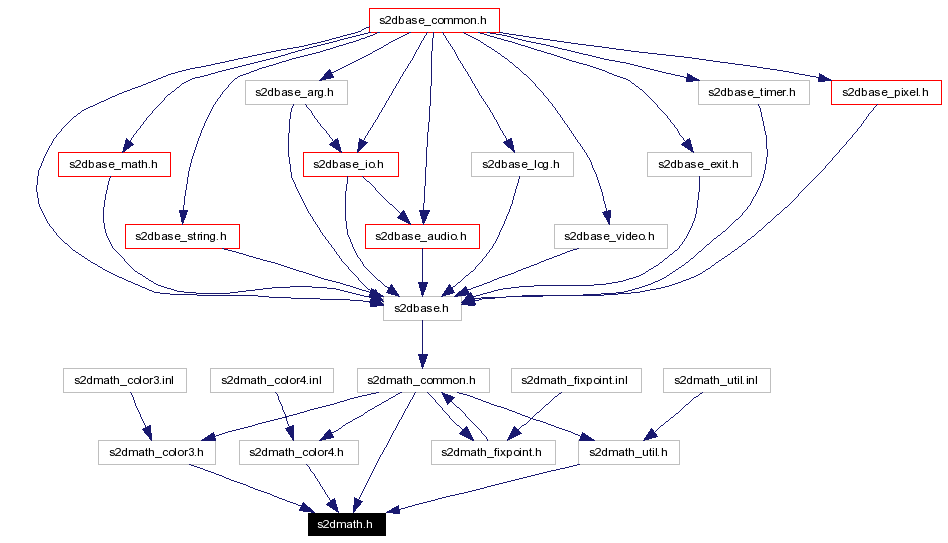 s2dbase_common.h
s2dbase_arg.h
s2dbase_timer.h
s2dbase_pixel.h
s2dbase_math.h
s2dbase_io.h
s2dbase_log.h
s2dbase_exit.h
s2dbase_string.h
s2dbase_audio.h
s2dbase_video.h
s2dbase.h
s2dmath_color3.inl
s2dmath_color4.inl
s2dmath_common.h
s2dmath_fixpoint.inl
s2dmath_util.inl
s2dmath_color3.h
s2dmath_color4.h
s2dmath_fixpoint.h
s2dmath_util.h
s2dmath.h